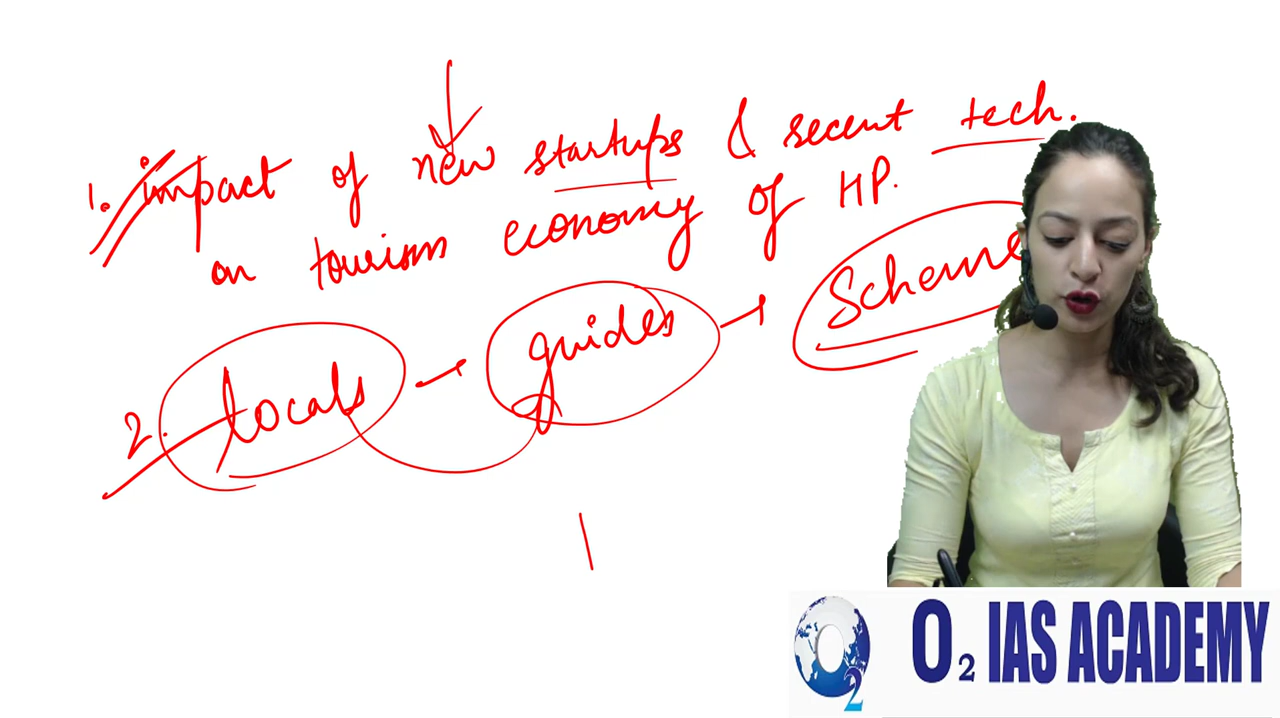 1. impact of new startups & recent tech.
on tourism economy of HP.
2. locals → guides → Scheme
O2 IAS ACADEMY
O2